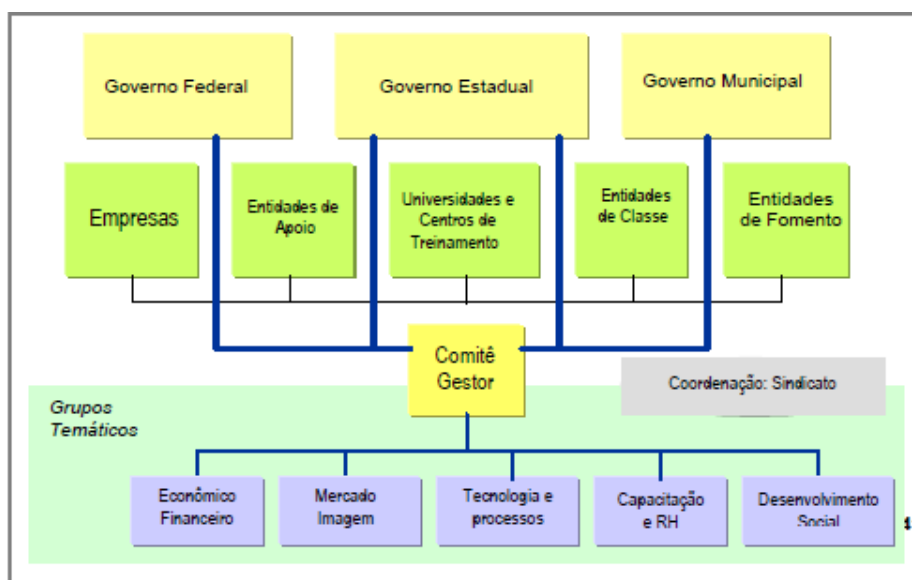 Governo Federal
Governo Estadual
Governo Municipal
Empresas
Entidades de
Apoio
Universidades e
Centros de
Treinamento
Entidades
de Classe
Entidades
de Fomento
Comitê
Gestor
Coordenação: Sindicato
Grupos
Temáticos
Econômico
Financeiro
Mercado
Imagem
Tecnologia e
processos
Capacitação
e RH
Desenvolvimento
Social
4